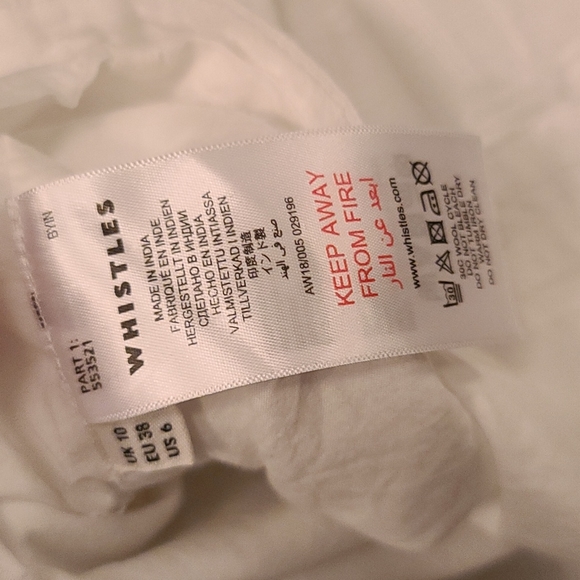 BYIN
PART 1:
553521
WHISTLES
MADE IN INDIA
FABRIQUÉ EN INDE
HERGESTELLT IN INDIEN
СДЕЛАНО В ИНДИИ
HECHO EN INDIA
VALMISTETTU INTIASSA
TILLVERKAD I INDIEN
印度制造
インド製
صنع في الهند
AW18/005 029196
KEEP AWAY
FROM FIRE
ابعد عن النار
www.whistles.com
30
30C WOOL CYCLE
DO NOT BLEACH
DO NOT TUMBLE DRY
DO NOT DRY CLEAN
UK 10
EU 38
US 6